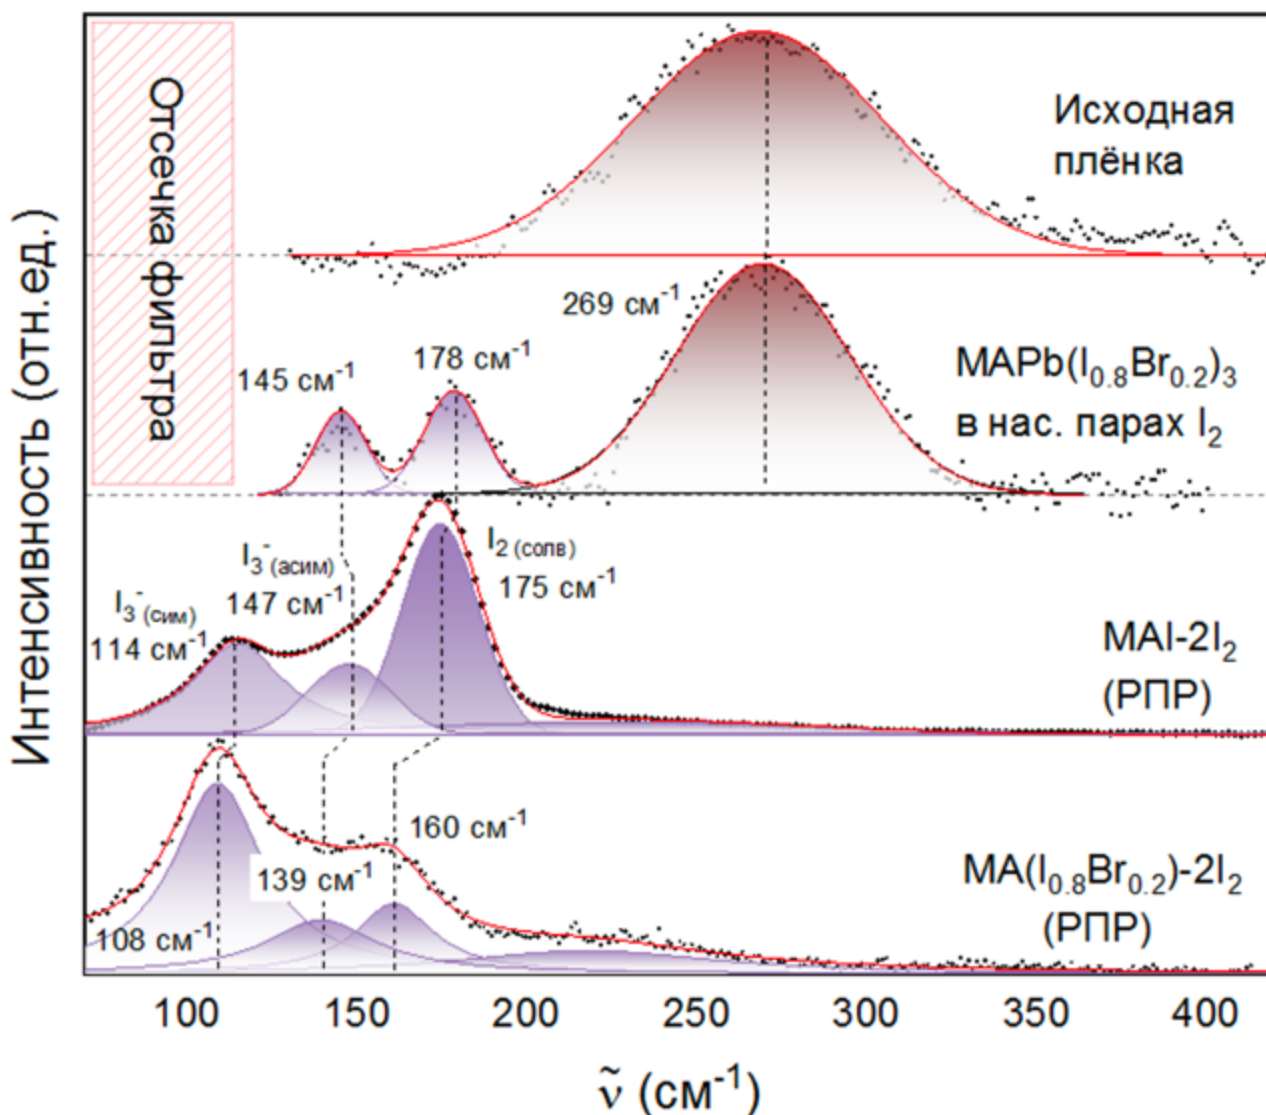 Интенсивность (отн.ед.)
Отсечка фильтра
Исходная
плёнка
269 см⁻¹
178 см⁻¹
145 см⁻¹
MAPb(I₀.₈Br₀.₂)₃
в нас. парах I₂
I₃⁻ (сим)
114 см⁻¹
I₃⁻ (асим)
147 см⁻¹
I₂ (солв)
175 см⁻¹
MAI-2I₂
(РПР)
108 см⁻¹
139 см⁻¹
160 см⁻¹
MA(I₀.₈Br₀.₂)-2I₂
(РПР)
100 150 200 250 300 350 400
ṽ (см⁻¹)